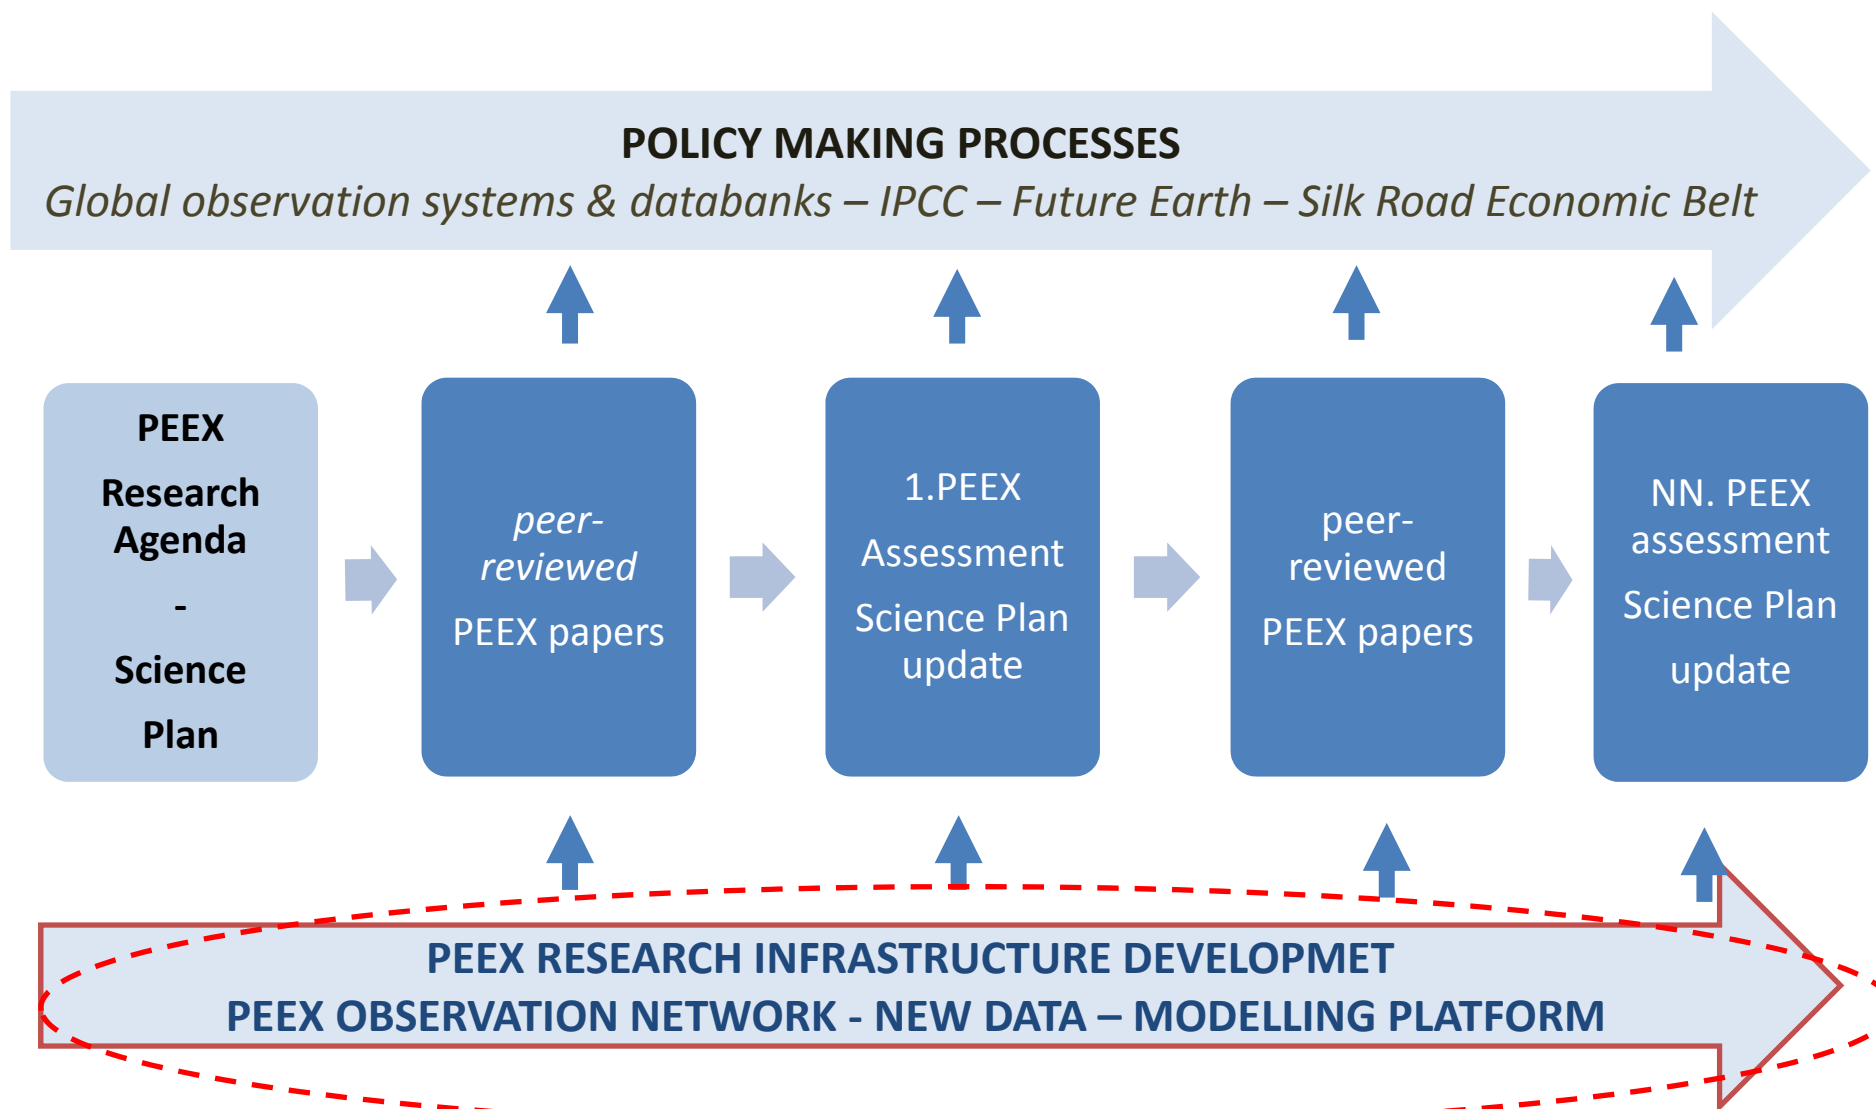 POLICY MAKING PROCESSES
Global observation systems & databanks – IPCC – Future Earth – Silk Road Economic Belt
PEEX
Research
Agenda
-
Science
Plan
peer-
reviewed
PEEX papers
1.PEEX
Assessment
Science Plan
update
peer-
reviewed
PEEX papers
NN. PEEX
assessment
Science Plan
update
PEEX RESEARCH INFRASTRUCTURE DEVELOPMET
PEEX OBSERVATION NETWORK - NEW DATA – MODELLING PLATFORM